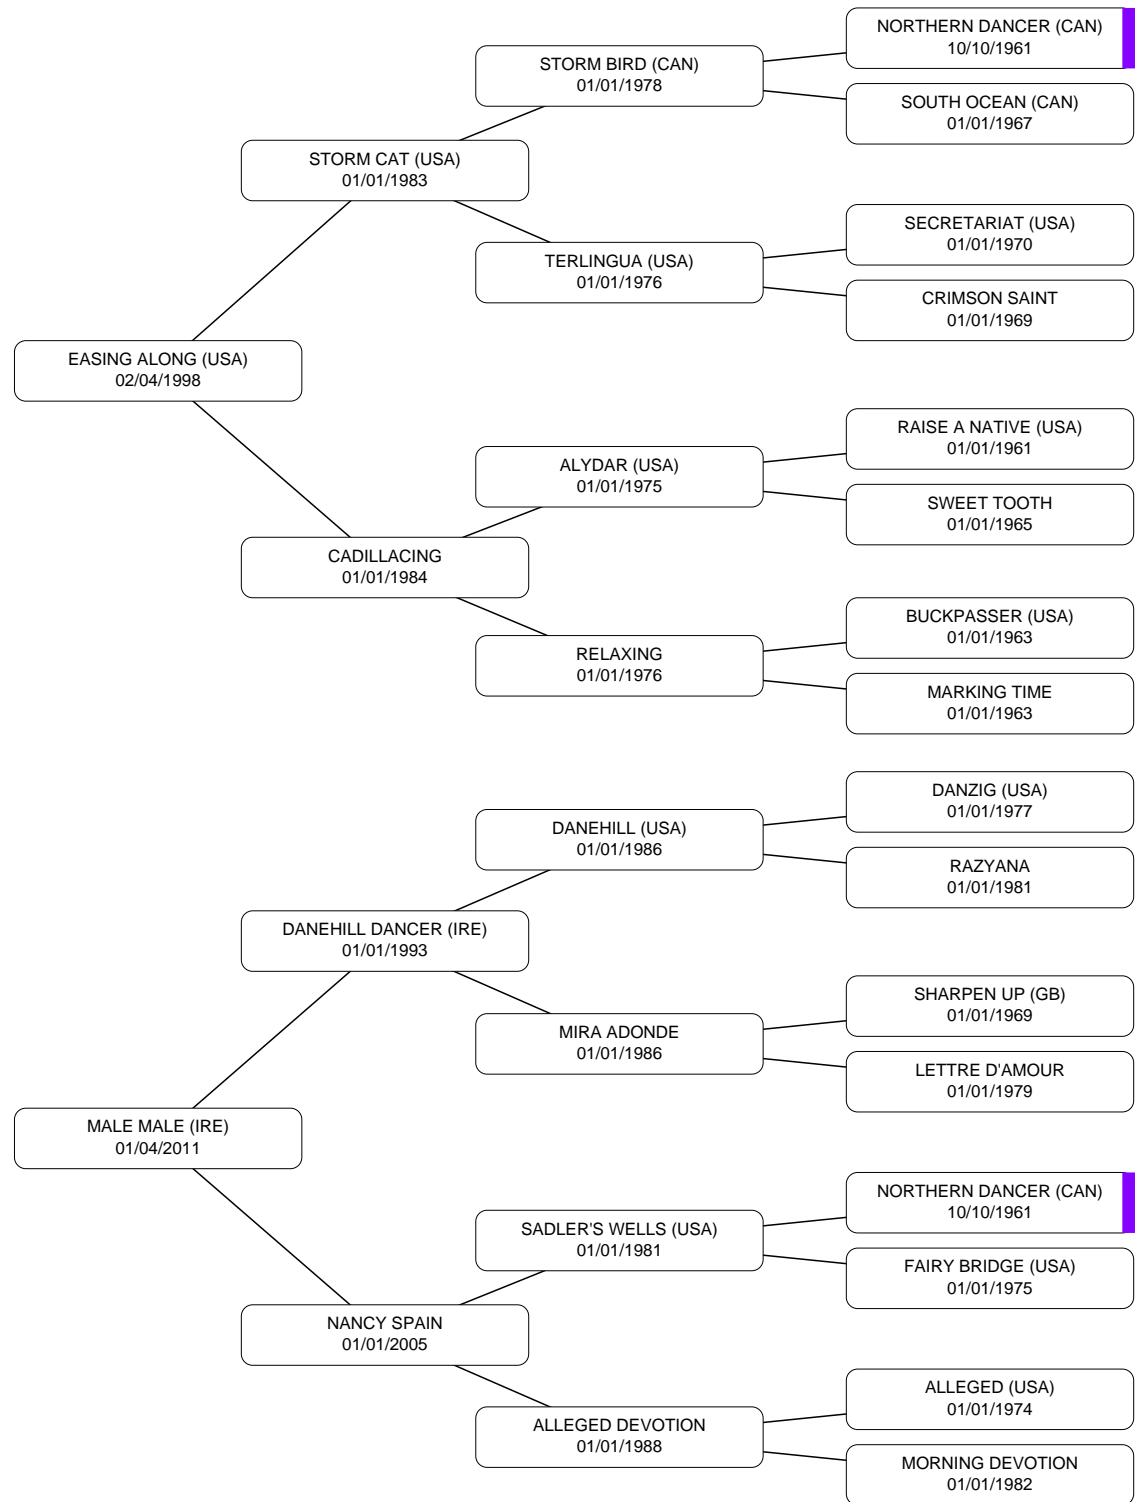 NORTHERN DANCER (CAN)
10/10/1961
STORM BIRD (CAN)
01/01/1978
SOUTH OCEAN (CAN)
01/01/1967
STORM CAT (USA)
01/01/1983
SECRETARIAT (USA)
01/01/1970
TERLINGUA (USA)
01/01/1976
CRIMSON SAINT
01/01/1969
EASING ALONG (USA)
02/04/1998
RAISE A NATIVE (USA)
01/01/1961
ALYDAR (USA)
01/01/1975
SWEET TOOTH
01/01/1965
CADILLACING
01/01/1984
BUCKPASSER (USA)
01/01/1963
RELAXING
01/01/1976
MARKING TIME
01/01/1963
DANZIG (USA)
01/01/1977
DANEHILL (USA)
01/01/1986
RAZYANA
01/01/1981
DANEHILL DANCER (IRE)
01/01/1993
SHARPEN UP (GB)
01/01/1969
MIRA ADONDE
01/01/1986
LETTRE D'AMOUR
01/01/1979
MALE MALE (IRE)
01/04/2011
NORTHERN DANCER (CAN)
10/10/1961
SADLER'S WELLS (USA)
01/01/1981
FAIRY BRIDGE (USA)
01/01/1975
NANCY SPAIN
01/01/2005
ALLEGED (USA)
01/01/1974
ALLEGED DEVOTION
01/01/1988
MORNING DEVOTION
01/01/1982